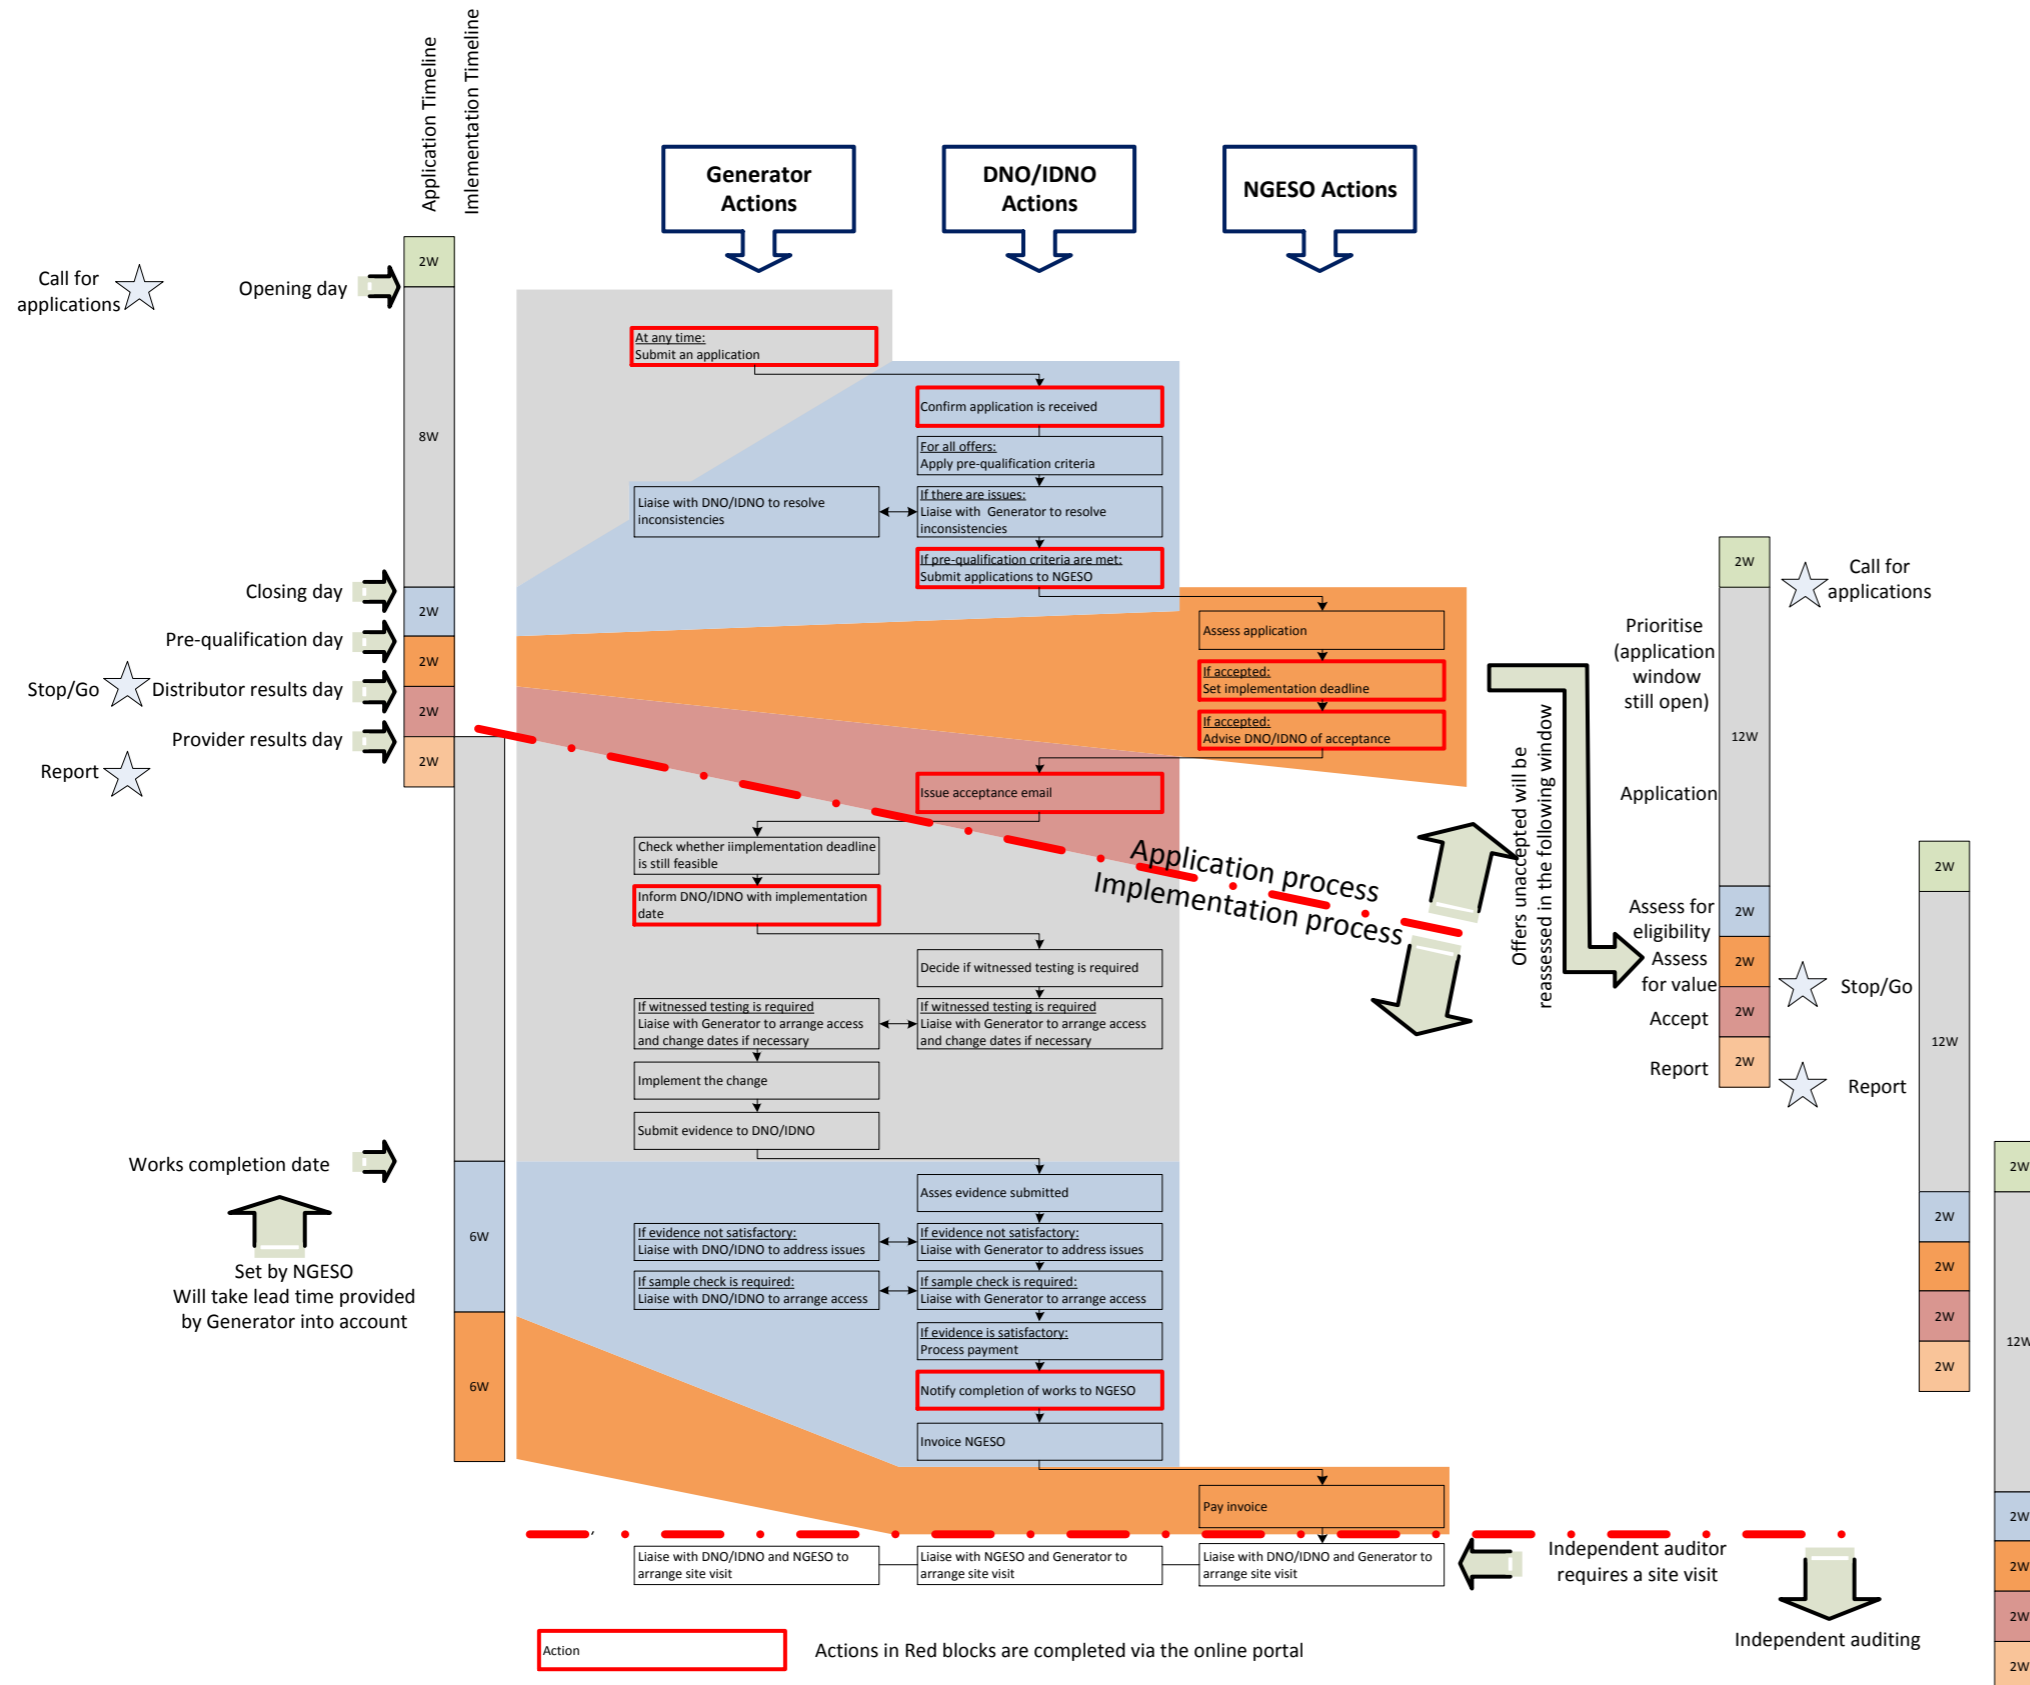 Application Timeline
Imlementation Timeline
Generator
Actions
DNO/IDNO
Actions
NGESO Actions
Call for
applications
Opening day
2W
8W
At any time:
Submit an application
Confirm application is received
For all offers:
Apply pre-qualification criteria
Liaise with DNO/IDNO to resolve
inconsistencies
If there are issues:
Liaise with  Generator to resolve
inconsistencies
If pre-qualification criteria are met:
Submit applications to NGESO
Closing day
2W
Pre-qualification day
2W
Stop/Go
Distributor results day
2W
Provider results day
2W
Report
Assess application
If accepted:
Set implementation deadline
If accepted:
Advise DNO/IDNO of acceptance
Issue acceptance email
Check whether iimplementation deadline
is still feasible
Inform DNO/IDNO with implementation
date
Application process
Implementation process
Offers unaccepted will be
reassessed in the following window
Decide if witnessed testing is required
If witnessed testing is required
Liaise with Generator to arrange access
and change dates if necessary
If witnessed testing is required
Liaise with Generator to arrange access
and change dates if necessary
Implement the change
Submit evidence to DNO/IDNO
Works completion date
Set by NGESO
Will take lead time provided
by Generator into account
6W
6W
Asses evidence submitted
If evidence not satisfactory:
Liaise with DNO/IDNO to address issues
If evidence not satisfactory:
Liaise with Generator to address issues
If sample check is required:
Liaise with DNO/IDNO to arrange access
If sample check is required:
Liaise with Generator to arrange access
If evidence is satisfactory:
Process payment
Notify completion of works to NGESO
Invoice NGESO
Pay invoice
Liaise with DNO/IDNO and NGESO to
arrange site visit
Liaise with NGESO and Generator to
arrange site visit
Liaise with DNO/IDNO and Generator to
arrange site visit
Independent auditor
requires a site visit
Independent auditing
Action
Actions in Red blocks are completed via the online portal
2W
Call for
applications
Prioritise
(application
window
still open)
12W
Application
Assess for
eligibility
2W
Assess
for value
2W
Stop/Go
Accept
2W
Report
2W
Report
2W
12W
2W
2W
2W
2W
2W
12W
2W
2W
2W
2W